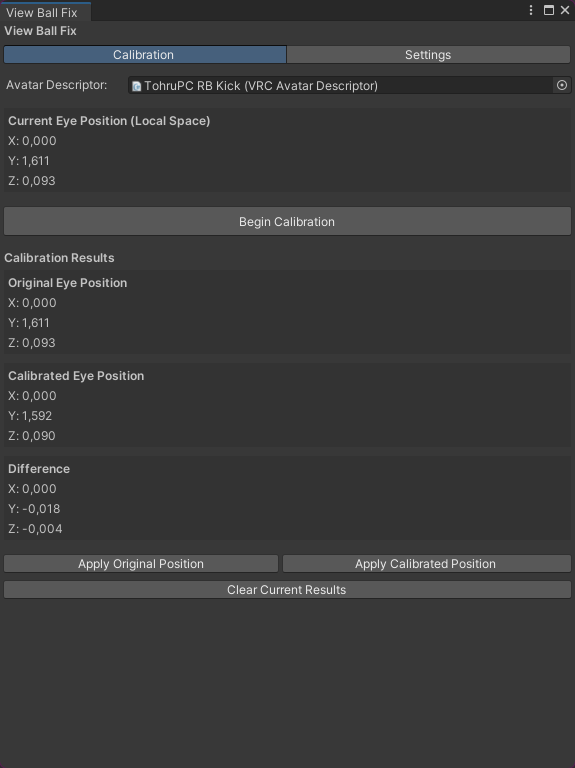 View Ball Fix
View Ball Fix
Calibration
Settings
Avatar Descriptor:
TohruPC RB Kick (VRC Avatar Descriptor)
Current Eye Position (Local Space)
X: 0,000
Y: 1,611
Z: 0,093
Begin Calibration
Calibration Results
Original Eye Position
X: 0,000
Y: 1,611
Z: 0,093
Calibrated Eye Position
X: 0,000
Y: 1,592
Z: 0,090
Difference
X: 0,000
Y: -0,018
Z: -0,004
Apply Original Position
Apply Calibrated Position
Clear Current Results